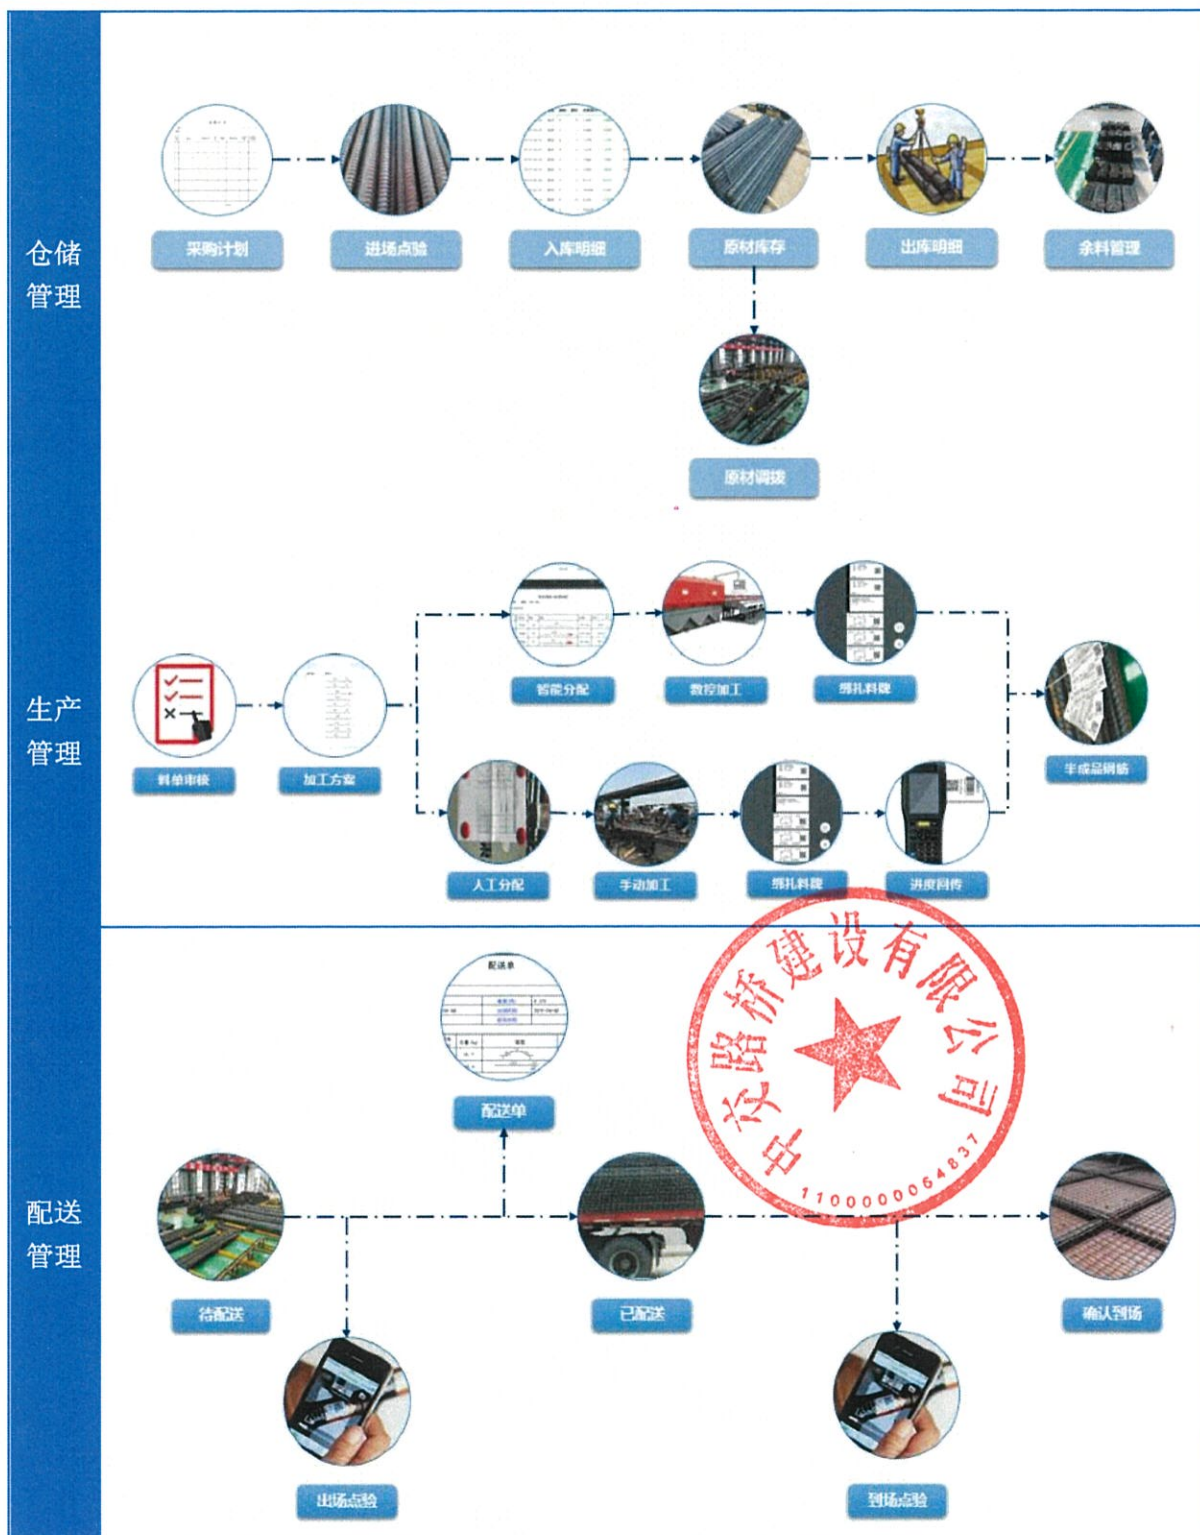 仓储
管理
采购计划
进场点验
入库明细
原材库存
出库明细
余料管理
原材调拨
生产
管理
料单审核
加工方案
智能分配
数控加工
绑扎料牌
半成品钢筋
人工分配
手动加工
绑扎料牌
进度回传
配送
管理
配送单
配送单
待配送
已配送
确认到场
出场点验
到场点验
中交路桥建设有限公司
1100000064837